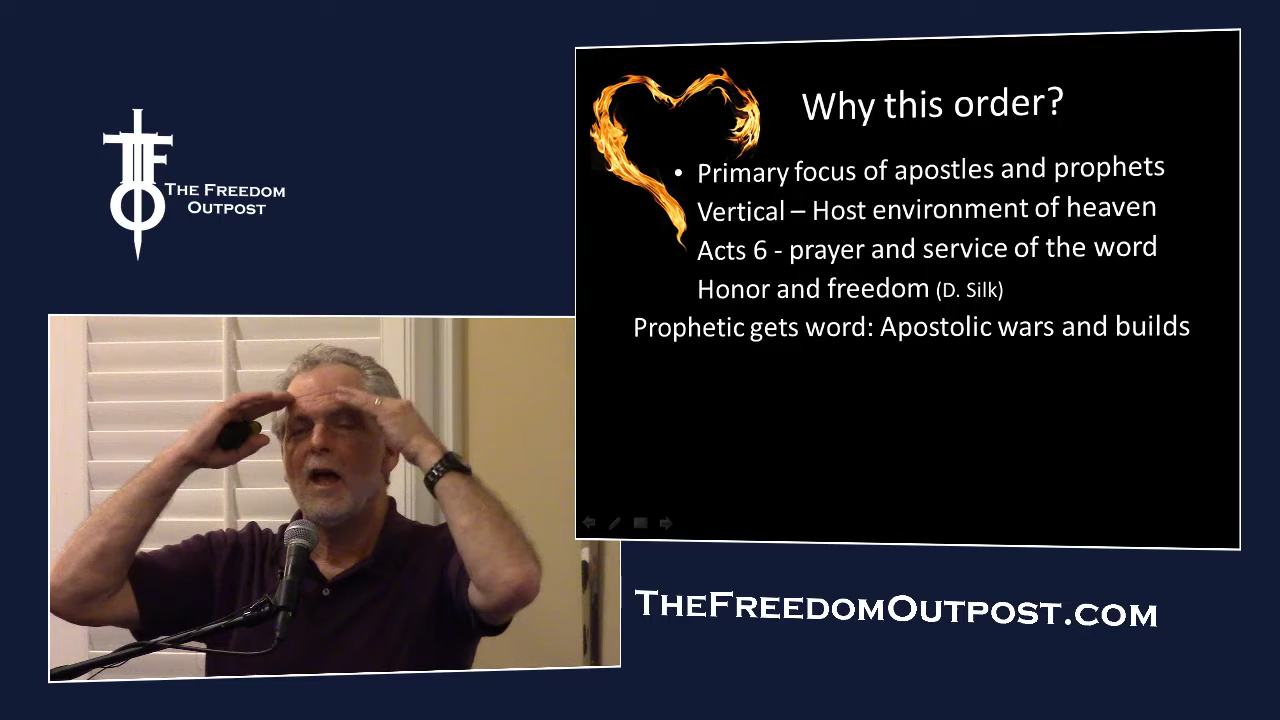 TFO
THE FREEDOM
OUTPOST
Why this order?
• Primary focus of apostles and prophets
Vertical – Host environment of heaven
Acts 6 - prayer and service of the word
Honor and freedom (D. Silk)
Prophetic gets word: Apostolic wars and builds
THEFREEDOMOUTPOST.COM